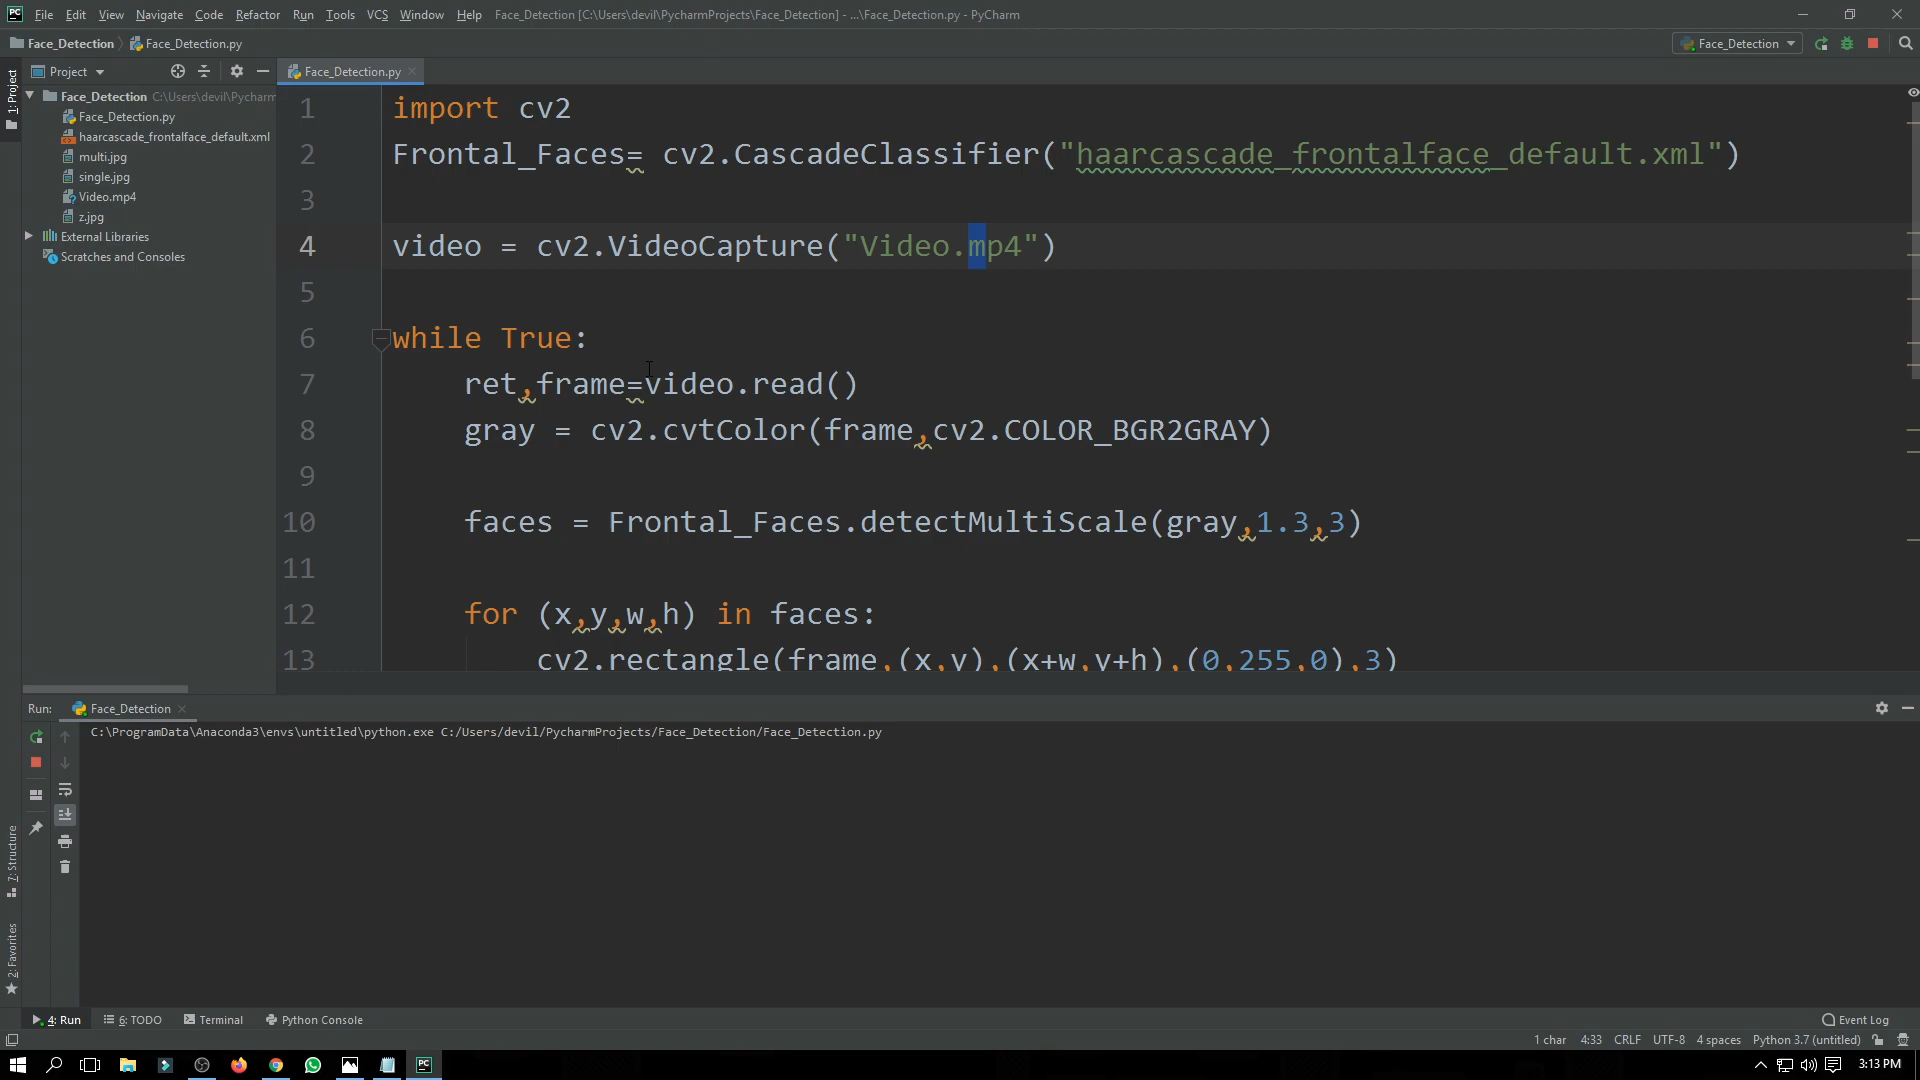 PC File Edit View Navigate Code Refactor Run Tools VCS Window Help Face_Detection [C:\Users\devil\PycharmProjects\Face_Detection] - ...\Face_Detection.py - PyCharm
Face_Detection Face_Detection.py Face_Detection
Project Face_Detection.py
1: Project
Face_Detection C:\Users\devil\Pycharm
Face_Detection.py
haarcascade_frontalface_default.xml
multi.jpg
single.jpg
Video.mp4
z.jpg
External Libraries
Scratches and Consoles
1 import cv2
2 Frontal_Faces= cv2.CascadeClassifier("haarcascade_frontalface_default.xml")
3
4 video = cv2.VideoCapture("Video.mp4")
5
6 while True:
7 ret,frame=video.read()
8 gray = cv2.cvtColor(frame,cv2.COLOR_BGR2GRAY)
9
10 faces = Frontal_Faces.detectMultiScale(gray,1.3,3)
11
12 for (x,y,w,h) in faces:
13 cv2.rectangle(frame,(x,y),(x+w,y+h),(0,255,0),3)
Run: Face_Detection
C:\ProgramData\Anaconda3\envs\untitled\python.exe C:/Users/devil/PycharmProjects/Face_Detection/Face_Detection.py
7: Structure
2: Favorites
4: Run 6: TODO Terminal Python Console Event Log
1 char 4:33 CRLF UTF-8 4 spaces Python 3.7 (untitled)
PC 3:13 PM